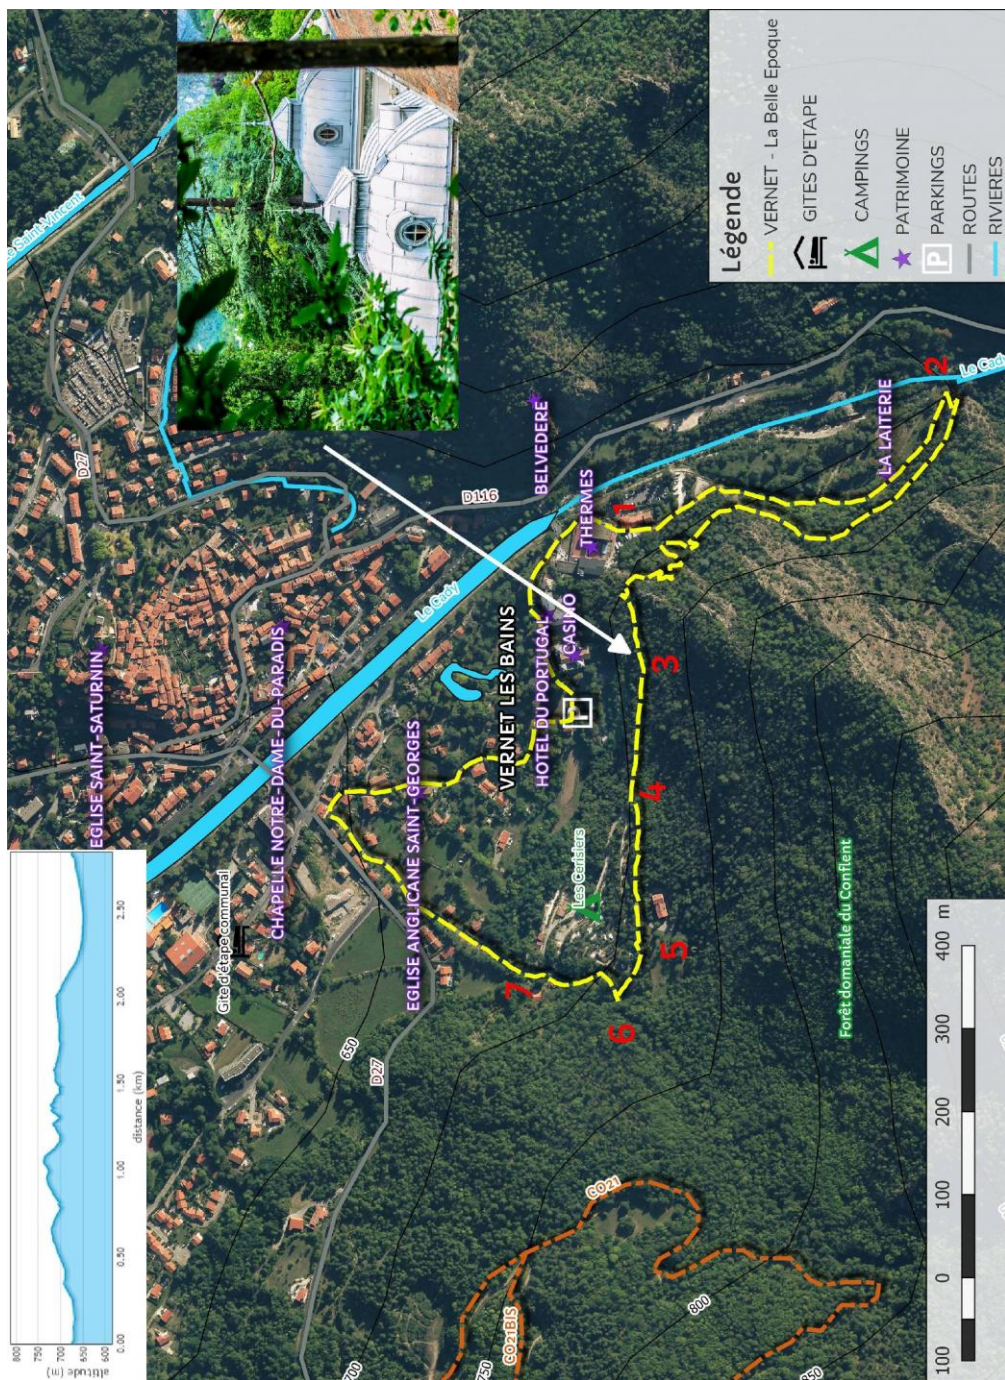 Légende
VERNET - La Belle Epoque
GITES D'ETAPE
CAMPINGS
PATRIMOINE
P
PARKINGS
ROUTES
RIVIERES
Saint-Vincent
D27
D116
BELVEDERE
THERMES
1
LA LAITERIE
2
Le Cady
EGLISE SAINT-SATURNIN
CHAPELLE NOTRE-DAME-DU-PARADIS
Le Cady
VERNET LES BAINS
HOTEL DU PORTUGAL
CASINO
P
3
EGLISE ANGLICANE SAINT-GEORGES
4
Gite d'étape communal
Les Cerisiers
5
6
7
650
D27
Forêt domaniale du Conflent
CO21
CO21BIS
700
750
800
850
altitude (m)
800
750
700
650
600
0.00
0.50
1.00
1.50
2.00
2.50
distance (km)
100
0
100
200
300
400 m